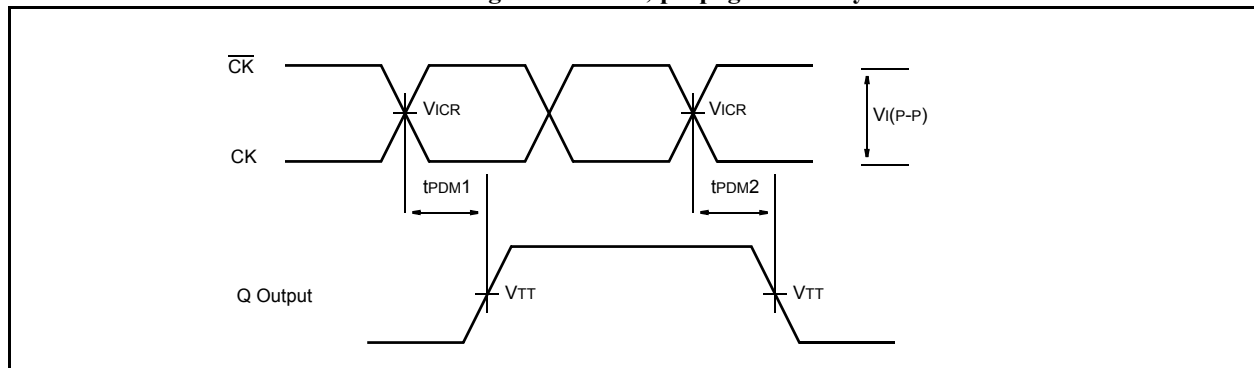 CK
VICR
VICR
VI(P-P)
CK
tPDM1
tPDM2
Q Output
VTT
VTT